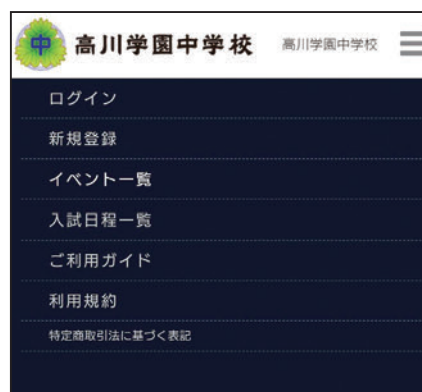 中 高川学園中学校 高川学園中学校
ログイン
新規登録
イベント一覧
入試日程一覧
ご利用ガイド
利用規約
特定商取引法に基づく表記